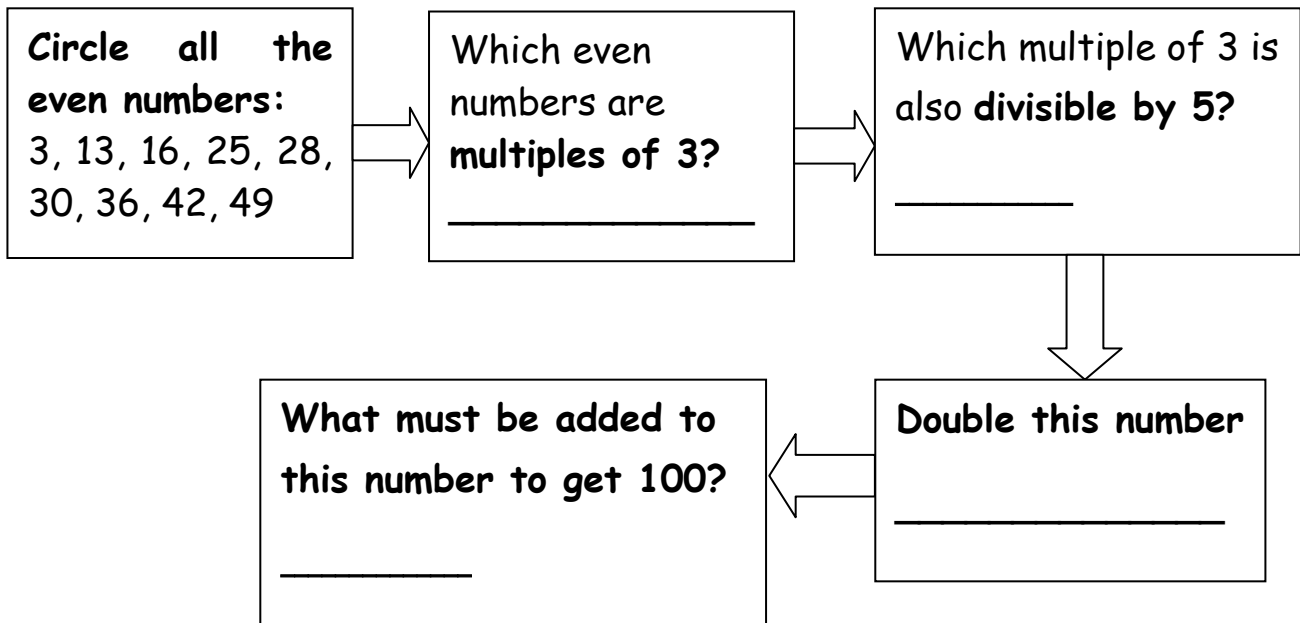 Circle all the
even numbers:
3, 13, 16, 25, 28,
30, 36, 42, 49
Which even
numbers are
multiples of 3?
Which multiple of 3 is
also divisible by 5?
Double this number
What must be added to
this number to get 100?